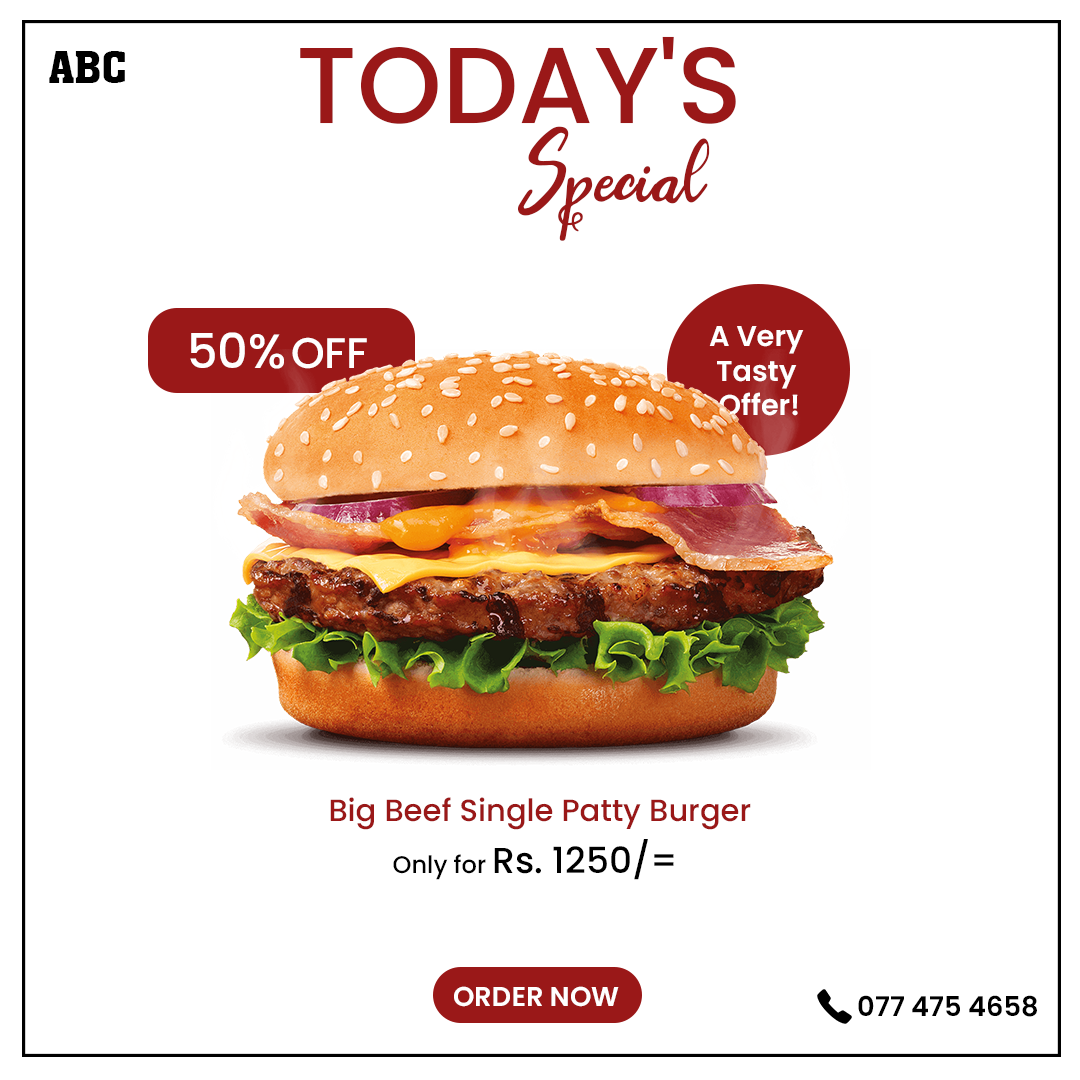 ABC
TODAY'S
Special
50% OFF
A Very
Tasty
Offer!
Big Beef Single Patty Burger
Only for Rs. 1250/=
ORDER NOW
077 475 4658